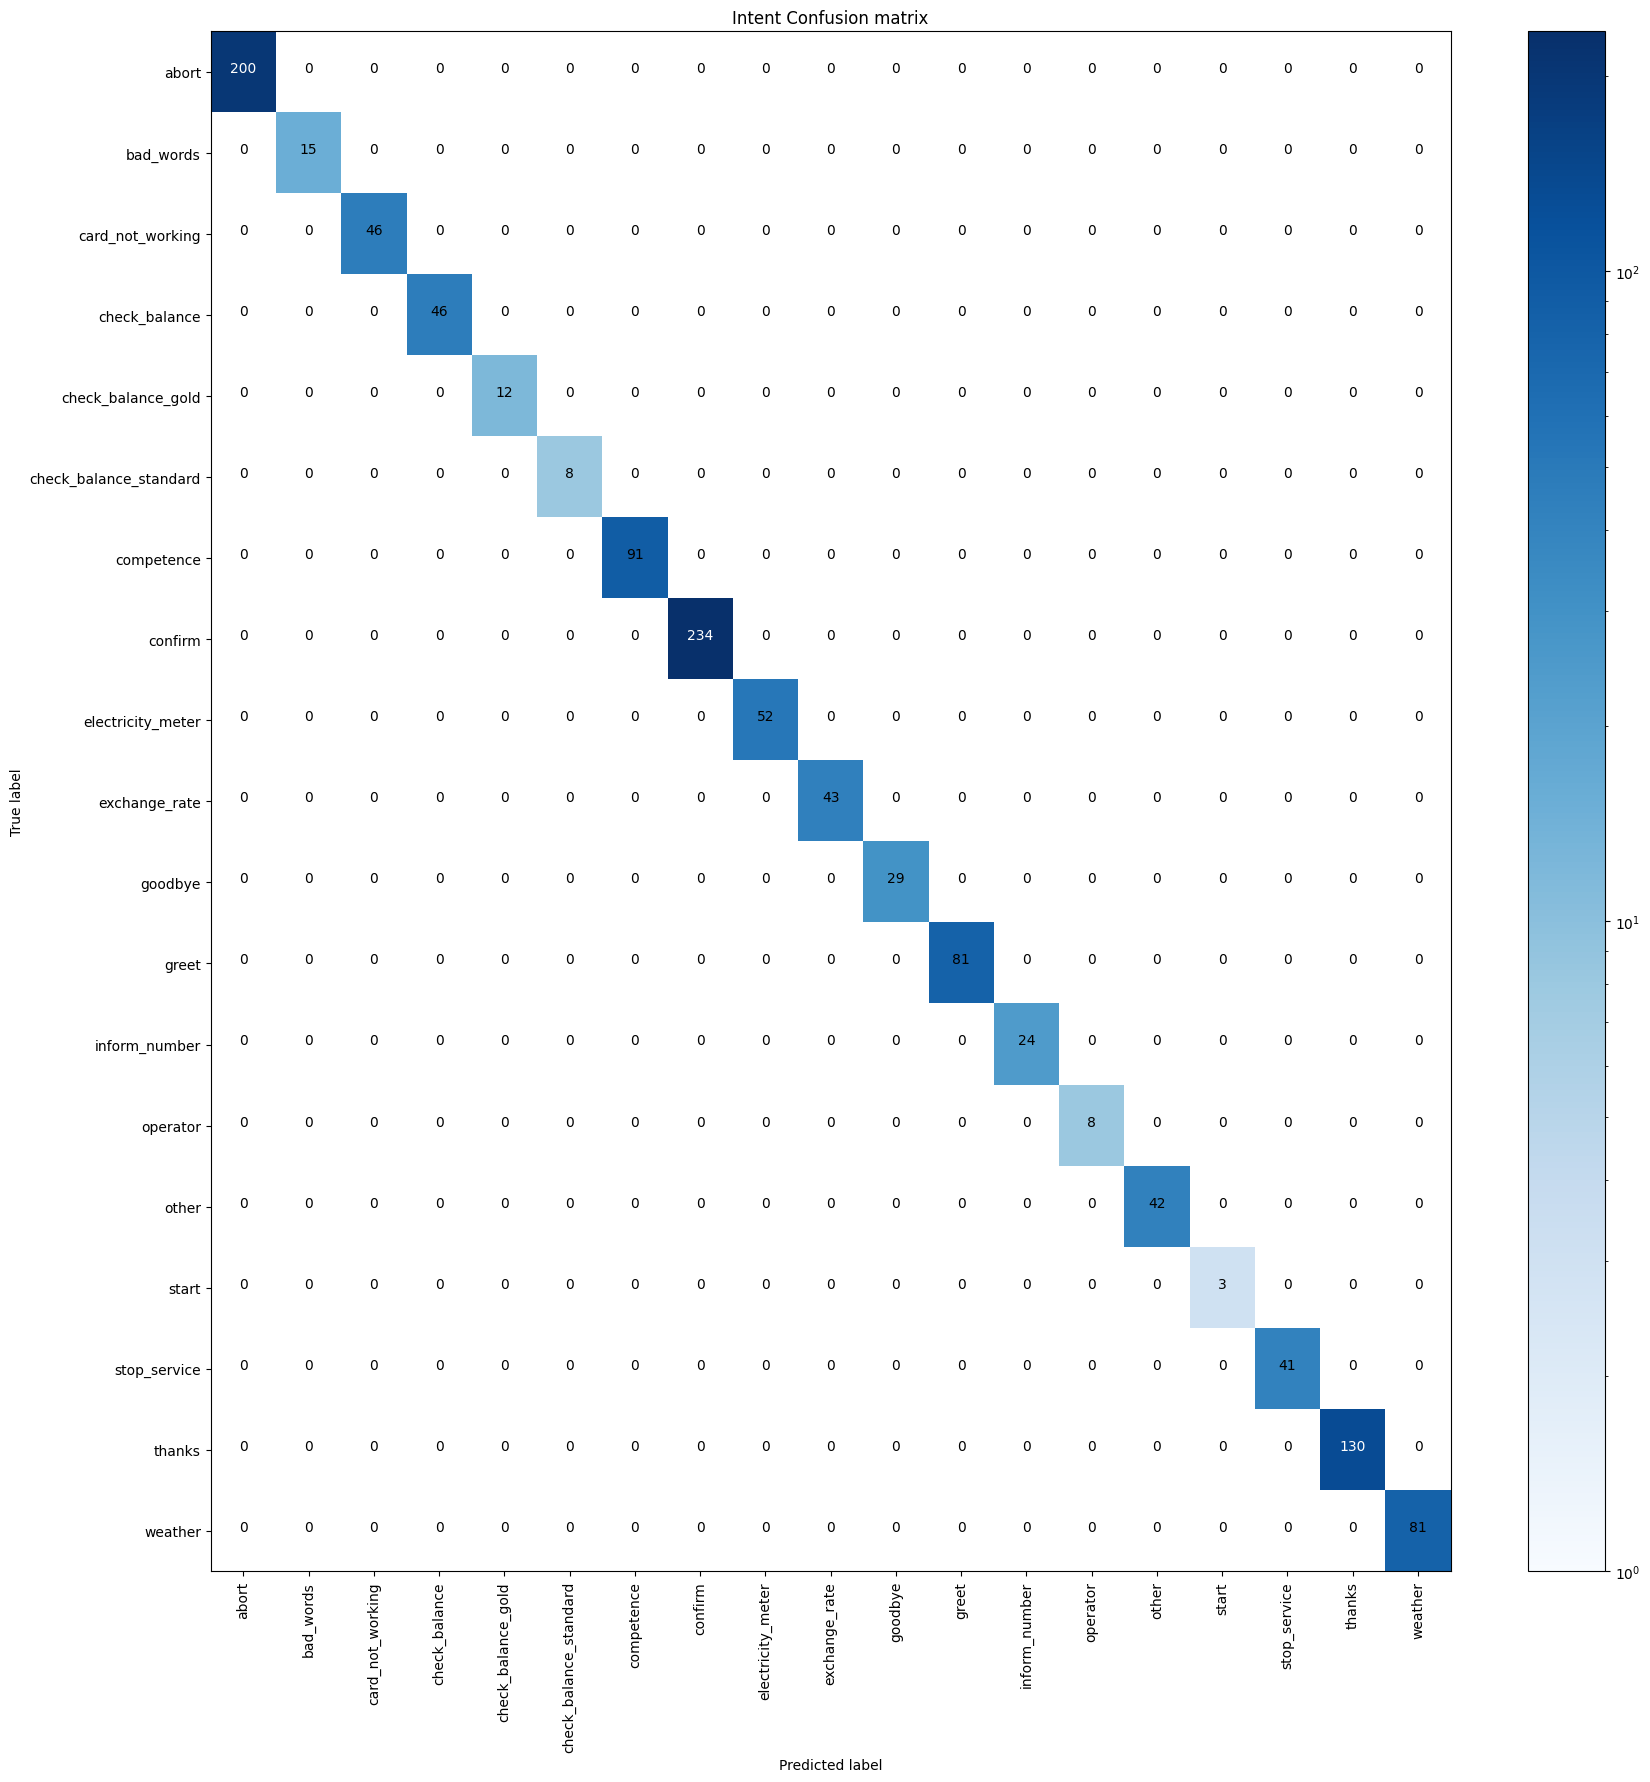 Intent Confusion matrix
abort 200 0 0 0 0 0 0 0 0 0 0 0 0 0 0 0 0 0 0
bad_words 0 15 0 0 0 0 0 0 0 0 0 0 0 0 0 0 0 0 0
card_not_working 0 0 46 0 0 0 0 0 0 0 0 0 0 0 0 0 0 0 0
check_balance 0 0 0 46 0 0 0 0 0 0 0 0 0 0 0 0 0 0 0
check_balance_gold 0 0 0 0 12 0 0 0 0 0 0 0 0 0 0 0 0 0 0
check_balance_standard 0 0 0 0 0 8 0 0 0 0 0 0 0 0 0 0 0 0 0
competence 0 0 0 0 0 0 91 0 0 0 0 0 0 0 0 0 0 0 0
confirm 0 0 0 0 0 0 0 234 0 0 0 0 0 0 0 0 0 0 0
electricity_meter 0 0 0 0 0 0 0 0 52 0 0 0 0 0 0 0 0 0 0
exchange_rate 0 0 0 0 0 0 0 0 0 43 0 0 0 0 0 0 0 0 0
goodbye 0 0 0 0 0 0 0 0 0 0 29 0 0 0 0 0 0 0 0
greet 0 0 0 0 0 0 0 0 0 0 0 81 0 0 0 0 0 0 0
inform_number 0 0 0 0 0 0 0 0 0 0 0 0 24 0 0 0 0 0 0
operator 0 0 0 0 0 0 0 0 0 0 0 0 0 8 0 0 0 0 0
other 0 0 0 0 0 0 0 0 0 0 0 0 0 0 42 0 0 0 0
start 0 0 0 0 0 0 0 0 0 0 0 0 0 0 0 3 0 0 0
stop_service 0 0 0 0 0 0 0 0 0 0 0 0 0 0 0 0 41 0 0
thanks 0 0 0 0 0 0 0 0 0 0 0 0 0 0 0 0 0 130 0
weather 0 0 0 0 0 0 0 0 0 0 0 0 0 0 0 0 0 0 81
True label
abort
bad_words
card_not_working
check_balance
check_balance_gold
check_balance_standard
competence
confirm
electricity_meter
exchange_rate
goodbye
greet
inform_number
operator
other
start
stop_service
thanks
weather
Predicted label
10²
10¹
10⁰